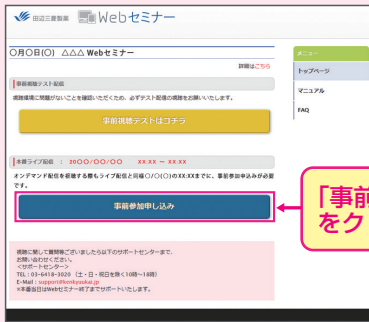 田辺三菱製薬 Webセミナー
〇月〇日(〇) △△△ Webセミナー
詳細はこちら
事前視聴テスト配信
視聴環境に問題がないことを確認いただくため、必ずテスト配信の視聴をお願いいたします。
事前視聴テストはコチラ
本番ライブ配信 : 20〇〇/〇〇/〇〇 XX:XX ~ XX:XX
オンデマンド配信を視聴する際もライブ配信と同様〇/〇(〇)のXX:XXまでに、事前参加申込みが必要
です。
事前参加申し込み
視聴に関して質問等ございましたら以下のサポートセンターまで、
お問い合わせください。
<サポートセンター>
TEL:03-6418-3020 (土・日・祝日を除く10時~18時)
E-Mail:support@kenkyuukai.jp
※本番当日はWebセミナー終了までサポートいたします。
メニュー
トップページ
マニュアル
FAQ
「事前
をク